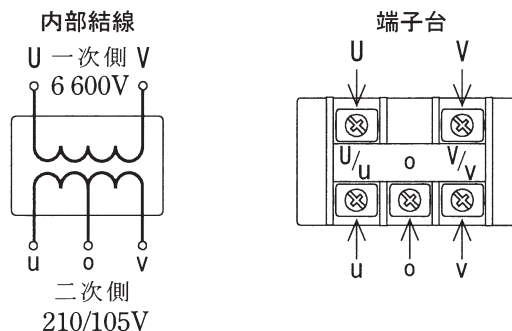 内部結線
U 一次側 V
6 600V
u o v
二次側
210/105V
端子台
U V
U/u o V/v
u o v